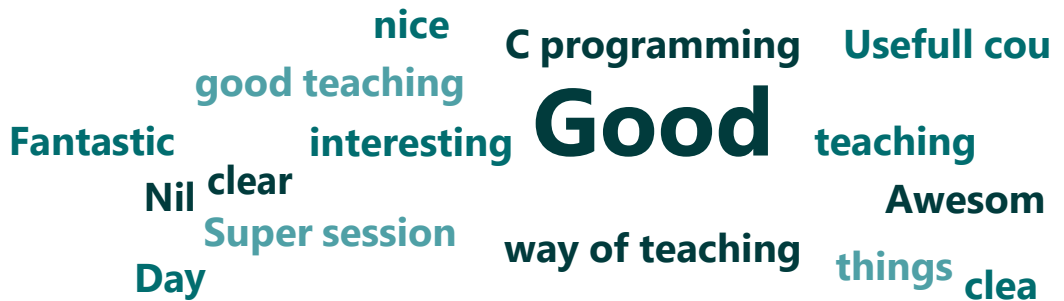 nice
C programming
Usefull cou
good teaching
Good
Fantastic
interesting
teaching
clear
Nil
Awesom
Super session
way of teaching
things
Day
clea